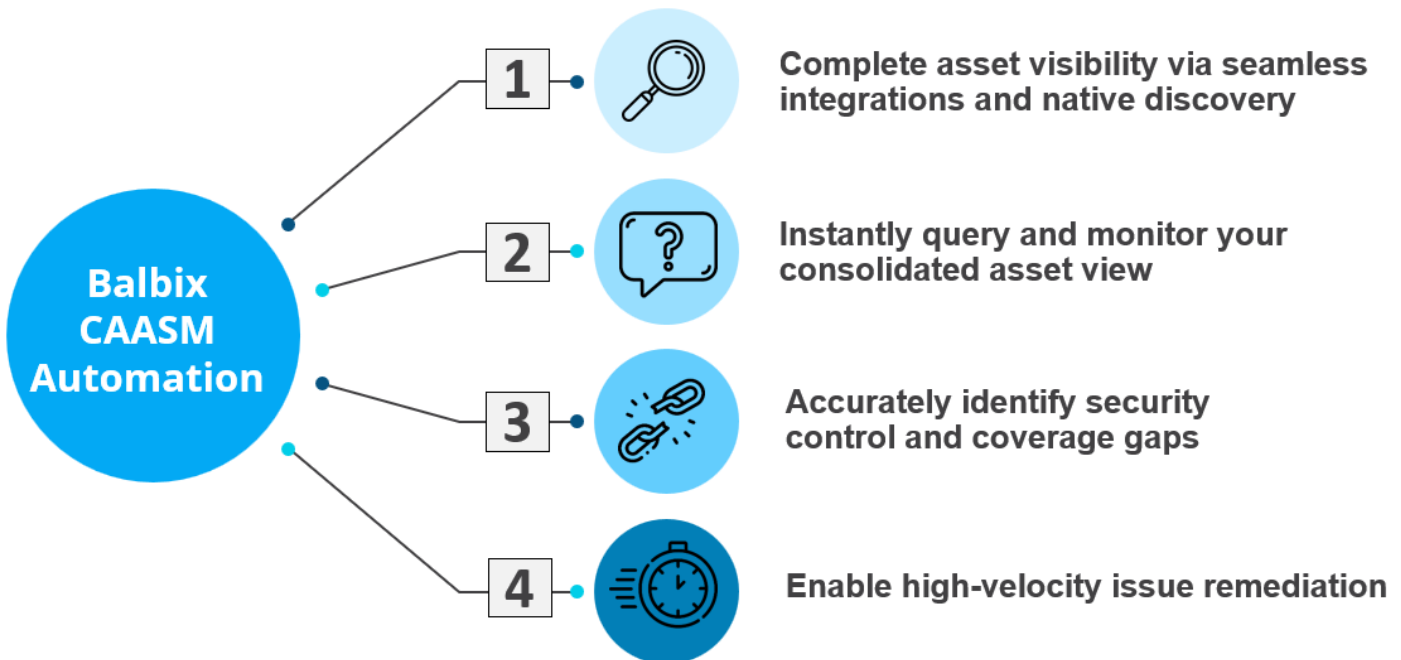 Balbix
CAASM
Automation
1
Complete asset visibility via seamless
integrations and native discovery
2
?
Instantly query and monitor your
consolidated asset view
3
Accurately identify security
control and coverage gaps
4
Enable high-velocity issue remediation